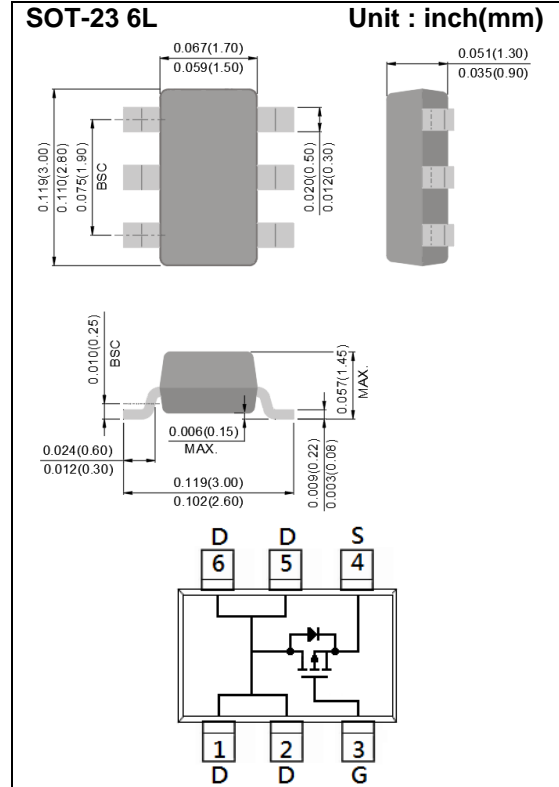 SOT-23 6L Unit : inch(mm)
0.067(1.70)
0.059(1.50)
0.051(1.30)
0.035(0.90)
0.119(3.00)
0.110(2.80)
0.075(1.90)
BSC
0.020(0.50)
0.012(0.30)
0.010(0.25)
BSC
0.057(1.45)
MAX.
0.006(0.15)
MAX.
0.024(0.60)
0.012(0.30)
0.009(0.22)
0.003(0.08)
0.119(3.00)
0.102(2.60)
D D S
6 5 4
1 2 3
D D G